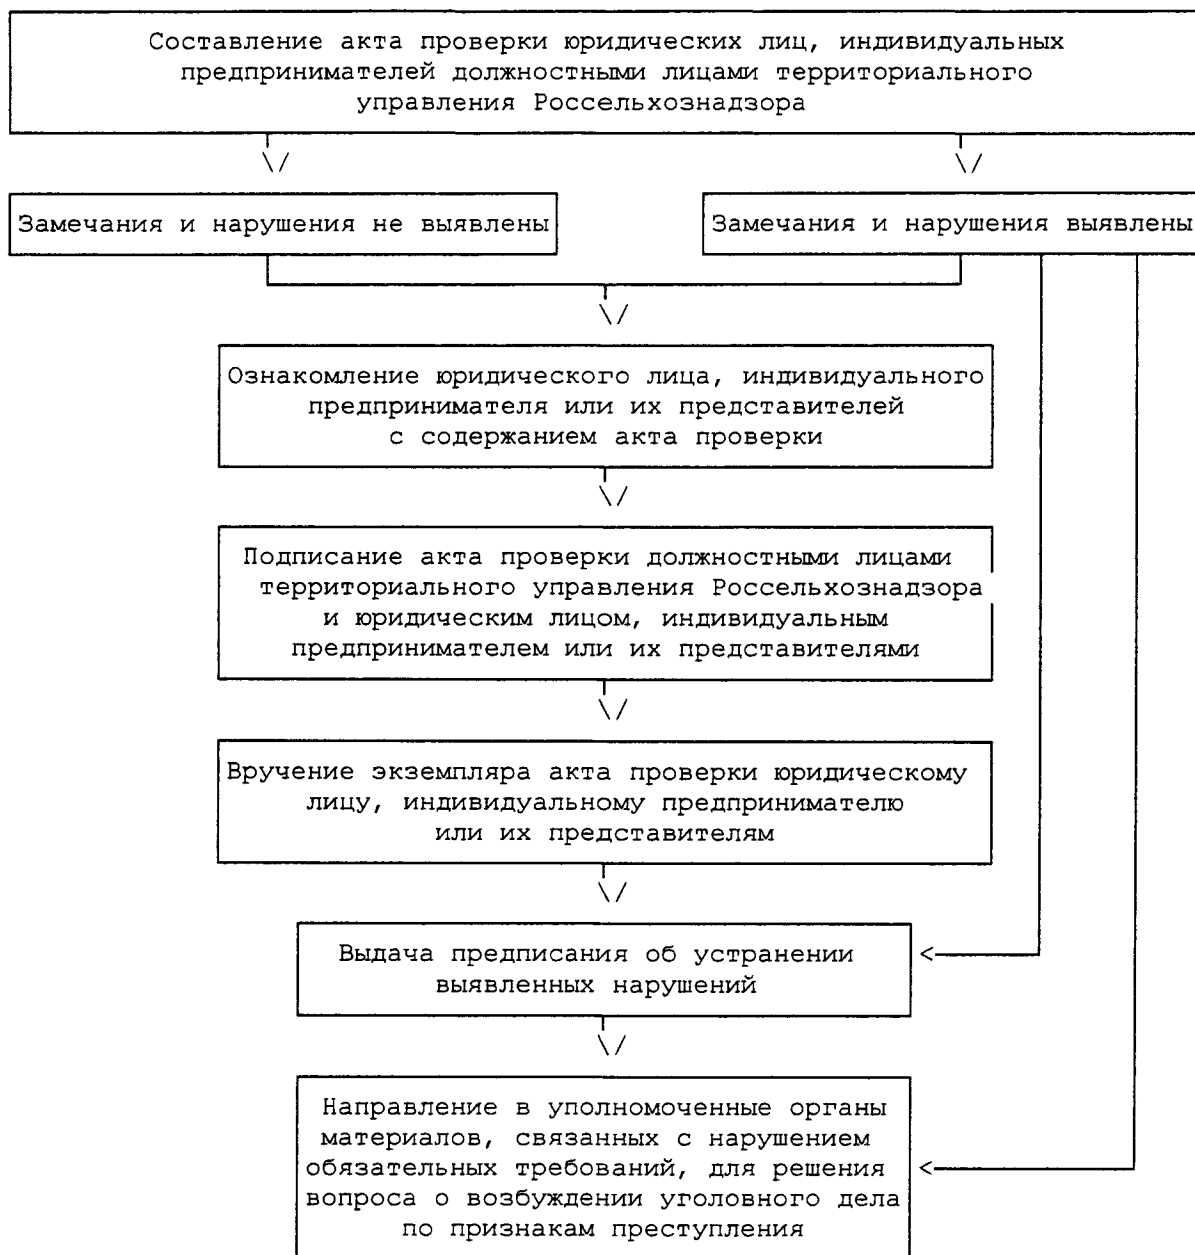 Составление акта проверки юридических лиц, индивидуальных
предпринимателей должностными лицами территориального
управления Россельхознадзора
Замечания и нарушения не выявлены
Замечания и нарушения выявлены
Ознакомление юридического лица, индивидуального
предпринимателя или их представителей
с содержанием акта проверки
Подписание акта проверки должностными лицами
территориального управления Россельхознадзора
и юридическим лицом, индивидуальным
предпринимателем или их представителями
Вручение экземпляра акта проверки юридическому
лицу, индивидуальному предпринимателю
или их представителям
Выдача предписания об устранении
выявленных нарушений
Направление в уполномоченные органы
материалов, связанных с нарушением
обязательных требований, для решения
вопроса о возбуждении уголовного дела
по признакам преступления